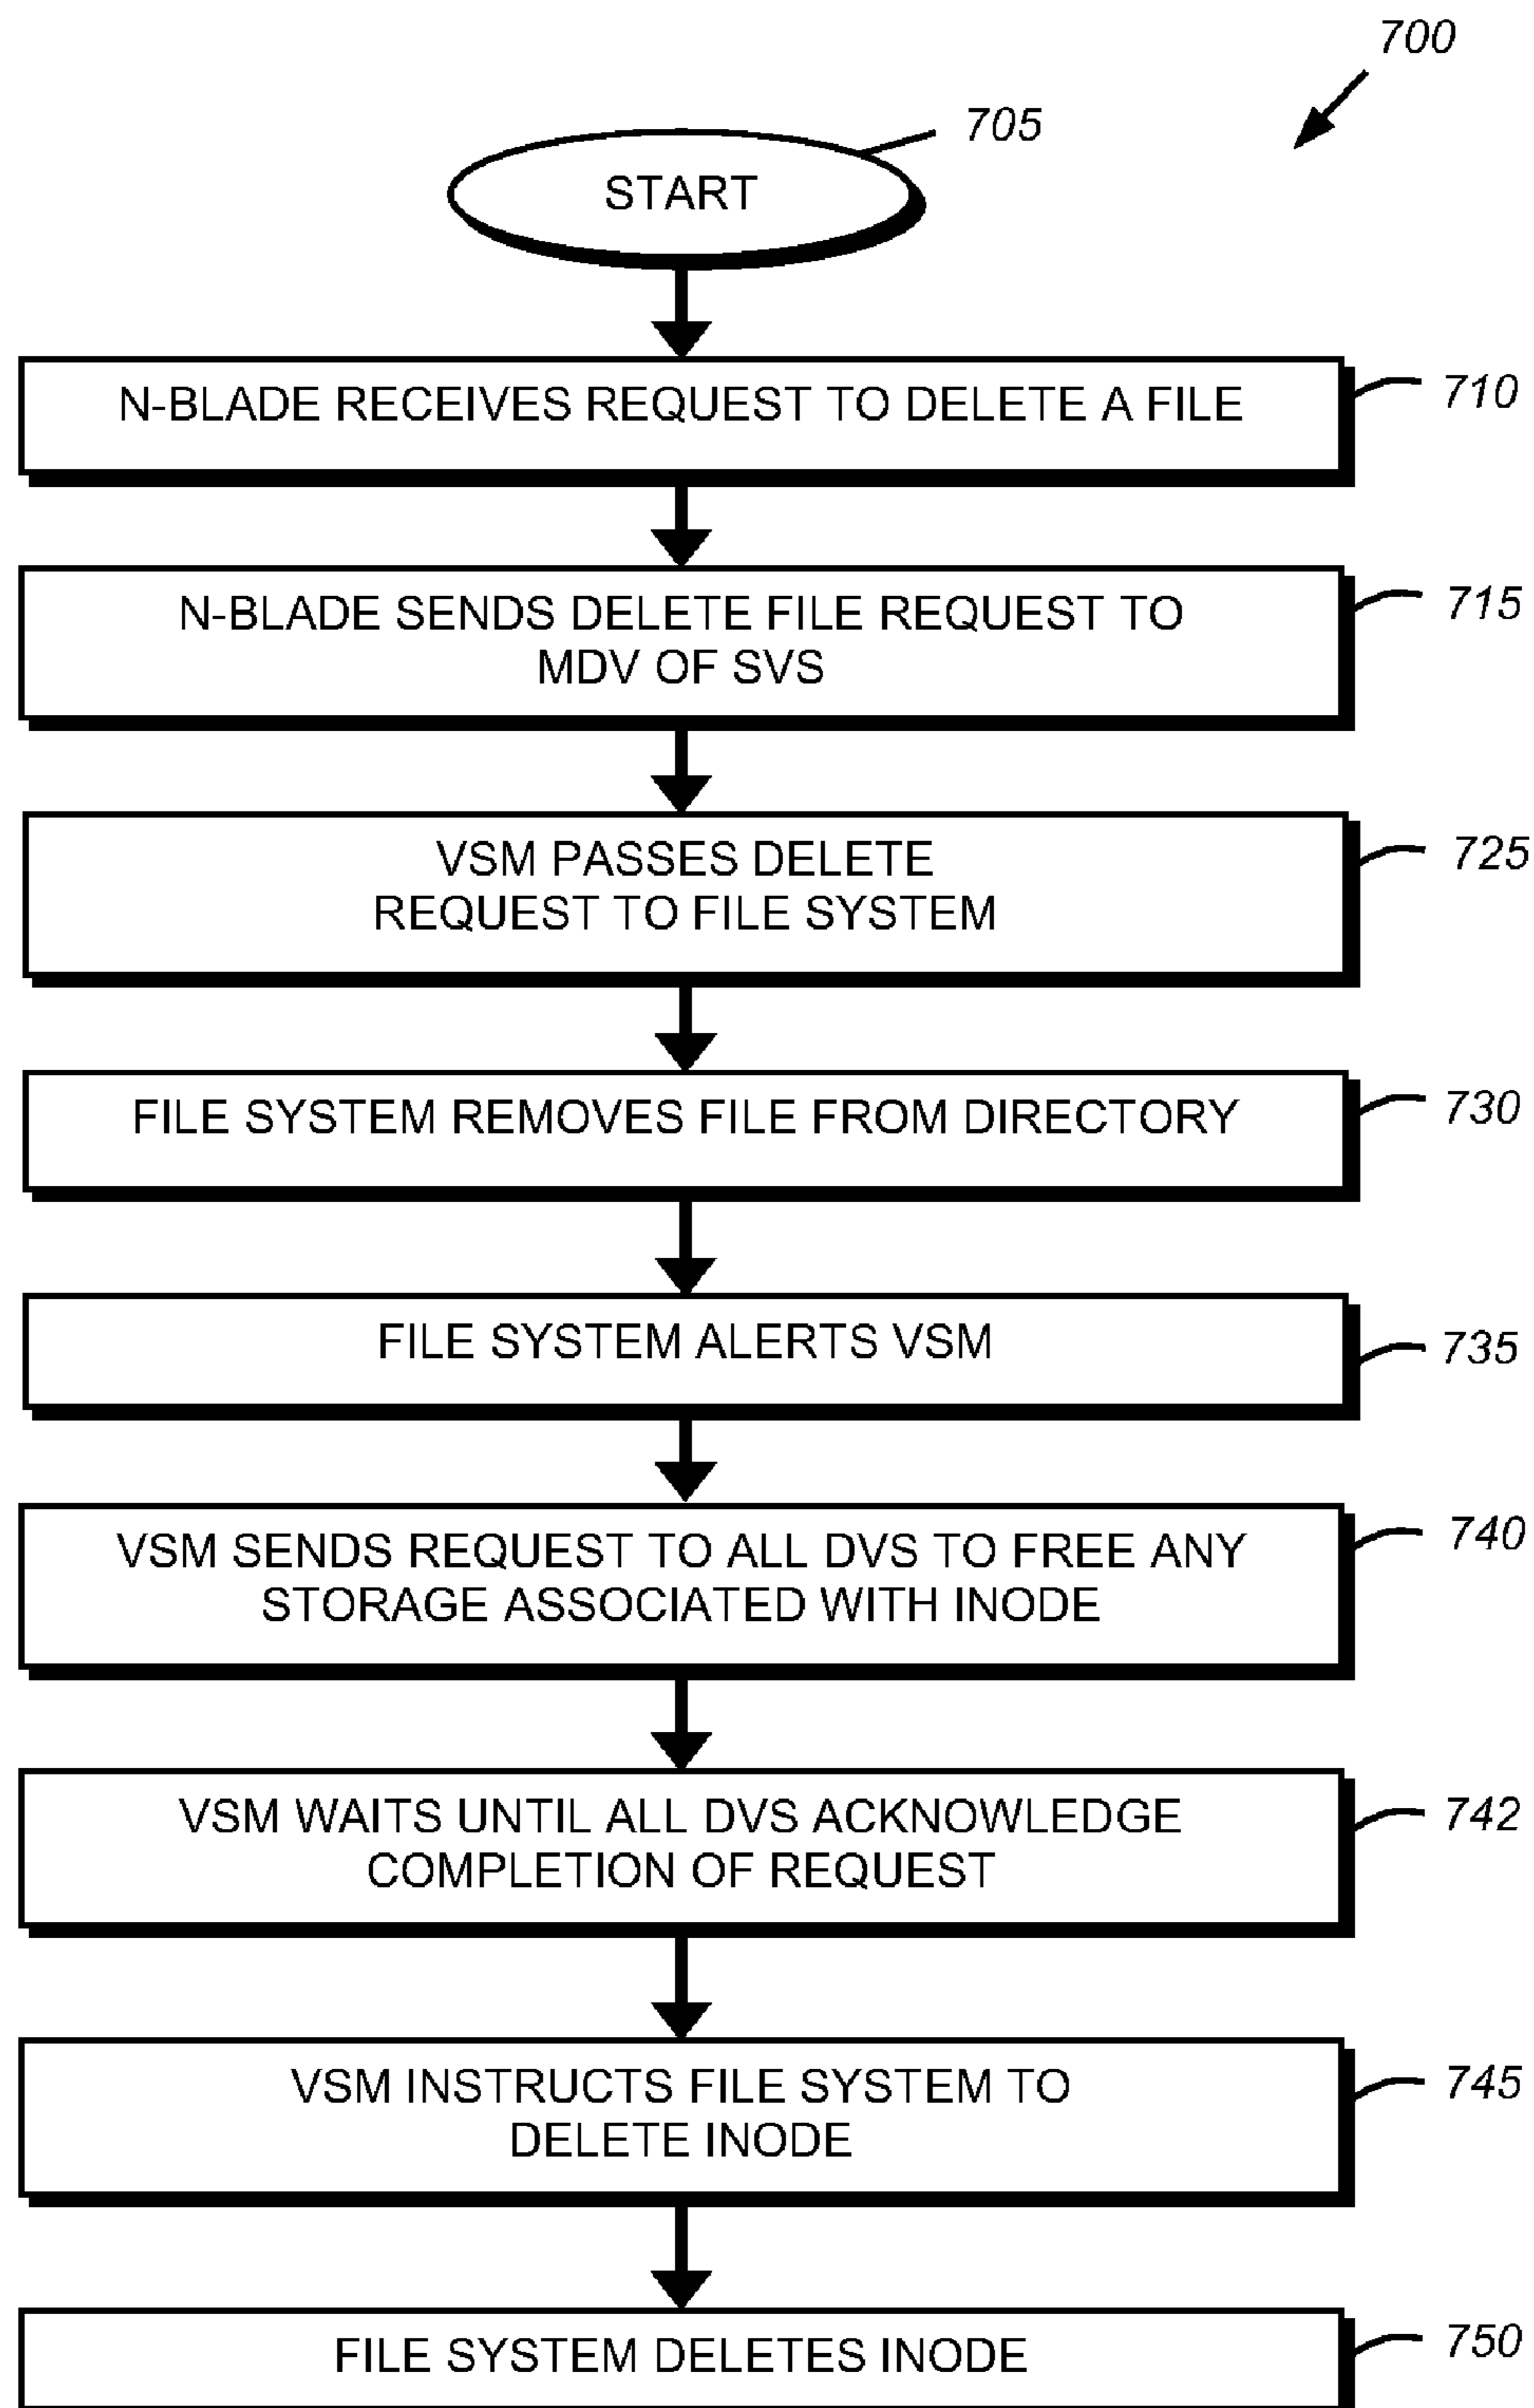 700
705
START
N-BLADE RECEIVES REQUEST TO DELETE A FILE
710
N-BLADE SENDS DELETE FILE REQUEST TO
MDV OF SVS
715
VSM PASSES DELETE
REQUEST TO FILE SYSTEM
725
FILE SYSTEM REMOVES FILE FROM DIRECTORY
730
FILE SYSTEM ALERTS VSM
735
VSM SENDS REQUEST TO ALL DVS TO FREE ANY
STORAGE ASSOCIATED WITH INODE
740
VSM WAITS UNTIL ALL DVS ACKNOWLEDGE
COMPLETION OF REQUEST
742
VSM INSTRUCTS FILE SYSTEM TO
DELETE INODE
745
FILE SYSTEM DELETES INODE
750